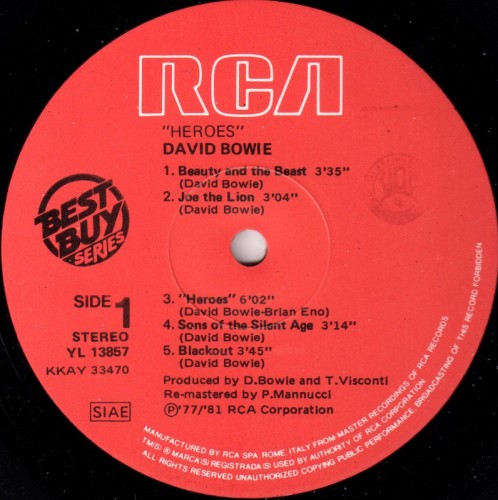 RCA
"HEROES"
DAVID BOWIE
1. Beauty and the Beast 3'35"
(David Bowie)
2. Joe the Lion 3'04"
(David Bowie)
BEST
BUY
SERIES
SIDE 1
STEREO
YL 13857
KKAY 33470
SIAE
3. "Heroes" 6'02"
(David Bowie-Brian Eno)
4. Sons of the Silent Age 3'14"
(David Bowie)
5. Blackout 3'45"
(David Bowie)
Produced by D.Bowie and T.Visconti
Re-mastered by P.Mannucci
Ⓟ'77/'81 RCA Corporation
MANUFACTURED BY RCA SPA, ROME, ITALY FROM MASTER RECORDINGS OF RCA RECORDS
TM(S) ® MARCA(S) REGISTRADA(S) USED BY AUTHORITY OF RCA CORPORATION
ALL RIGHTS RESERVED UNAUTHORIZED COPYING PUBLIC PERFORMANCE, BROADCASTING OF THIS RECORD FORBIDDEN